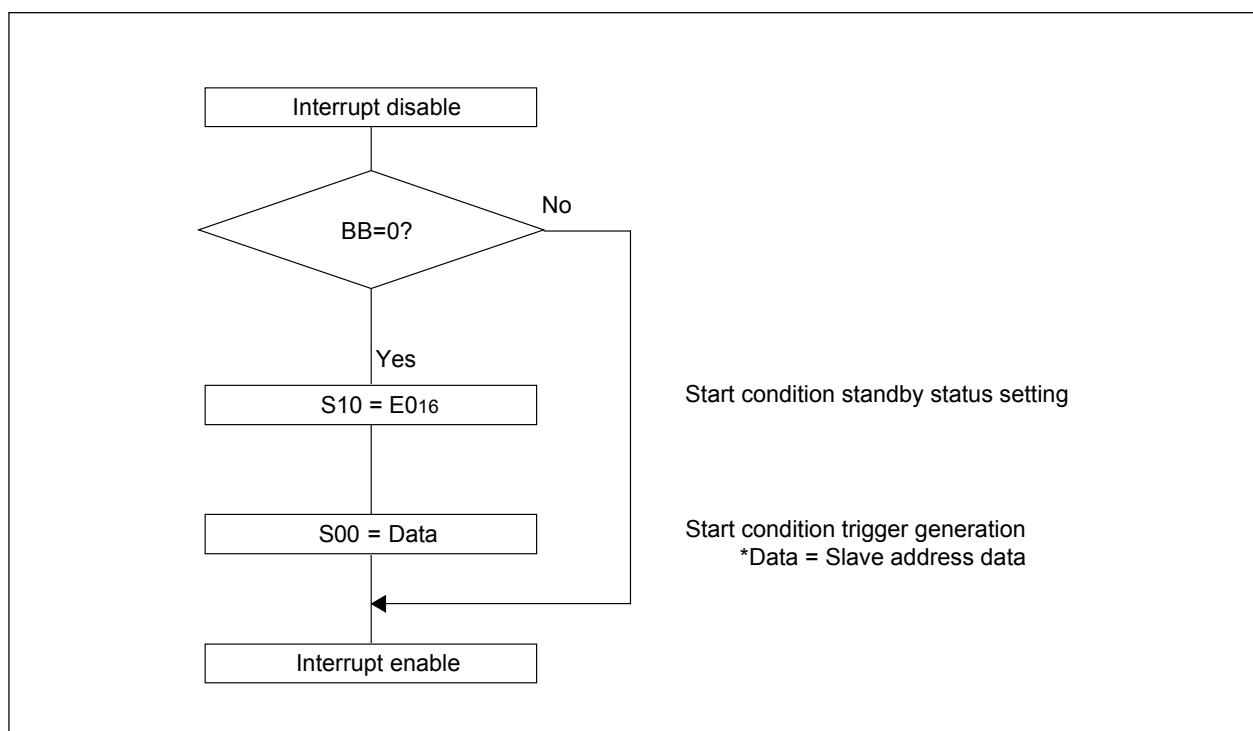 Interrupt disable
No
BB=0?
Yes
S10 = E016
Start condition standby status setting
S00 = Data
Start condition trigger generation
*Data = Slave address data
Interrupt enable